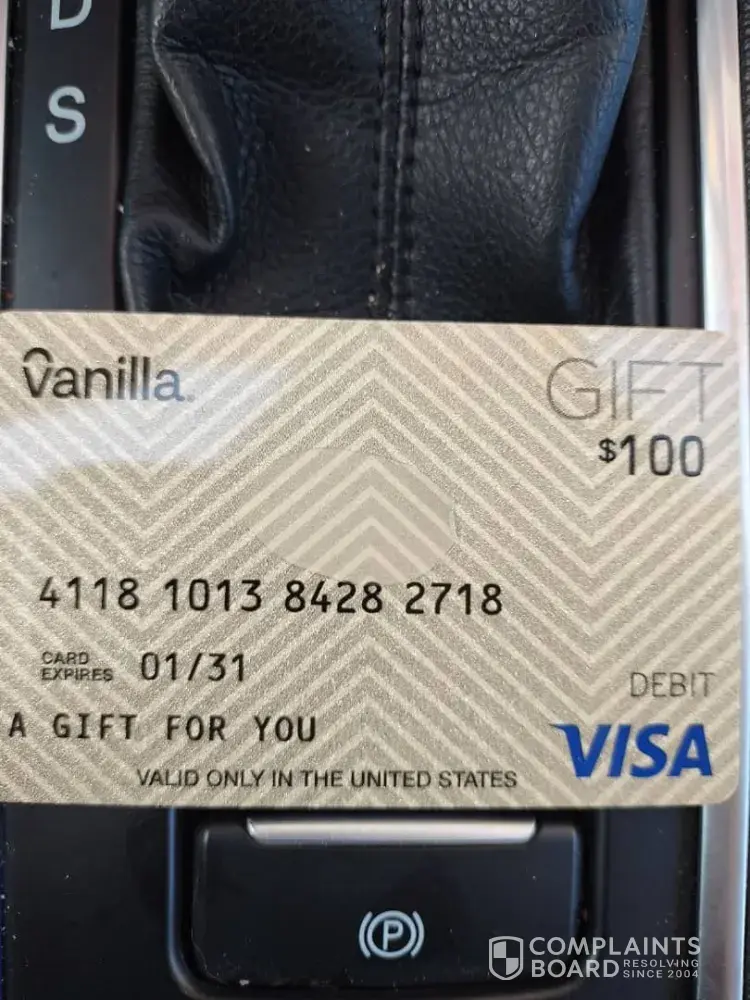 D
S
vanilla.
GIFT
$100
4118 1013 8428 2718
CARD EXPIRES 01/31
DEBIT
A GIFT FOR YOU
VISA
VALID ONLY IN THE UNITED STATES
(P)
COMPLAINTS
BOARD RESOLVING SINCE 2004